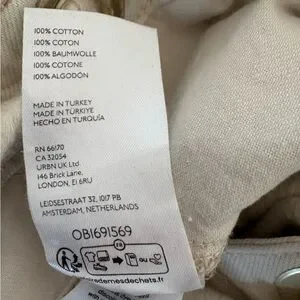 100% COTTON
100% COTON
100% BAUMWOLLE
100% COTONE
100% ALGODÓN
MADE IN TURKEY
MADE IN TÜRKIYE
HECHO EN TURQUÍA
RN 66170
CA 32054
URBN UK Ltd
146 Brick Lane,
LONDON, E1 6RU
LEIDSESTRAAT 32, 1017 PB
AMSTERDAM, NETHERLANDS
OB1691569
FR
OU